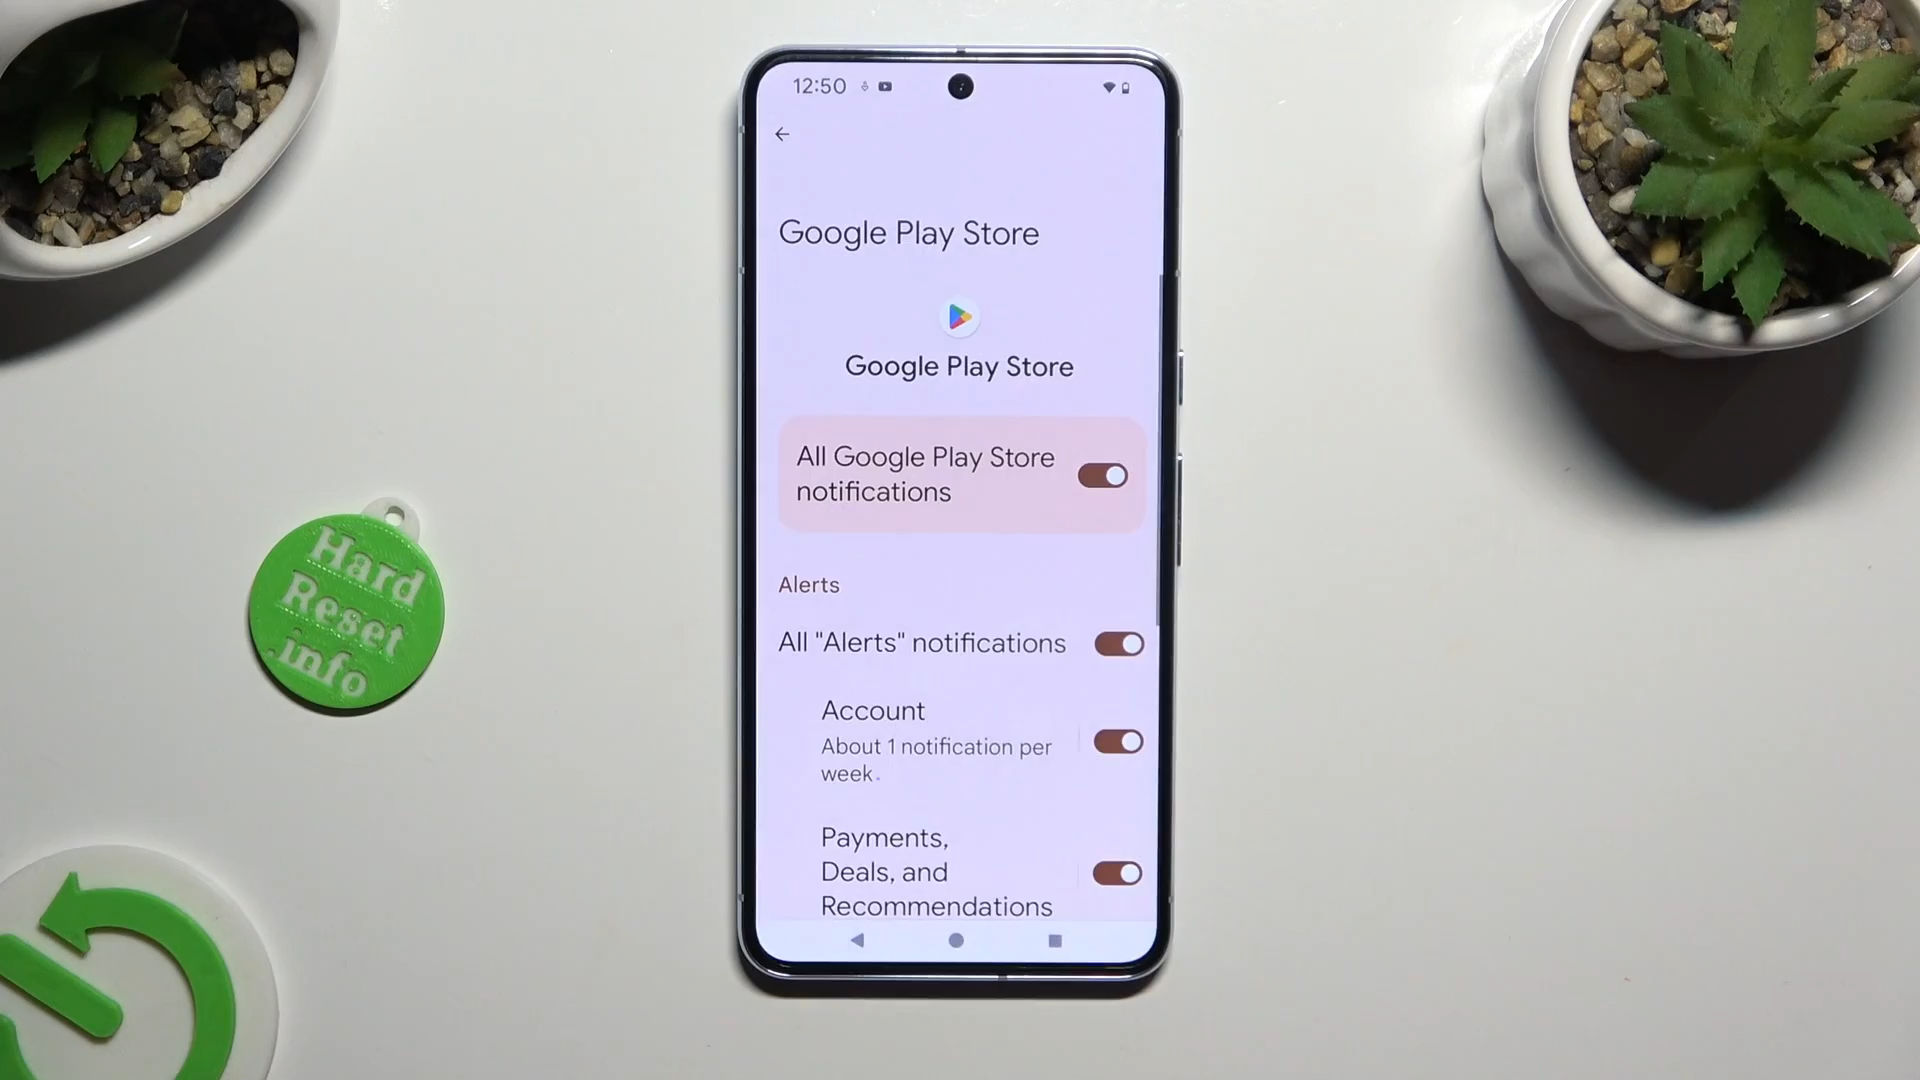 12:50
Google Play Store
Google Play Store
All Google Play Store
notifications
Alerts
All "Alerts" notifications
Account
About 1 notification per
week.
Payments,
Deals, and
Recommendations
Hard
Reset
.info